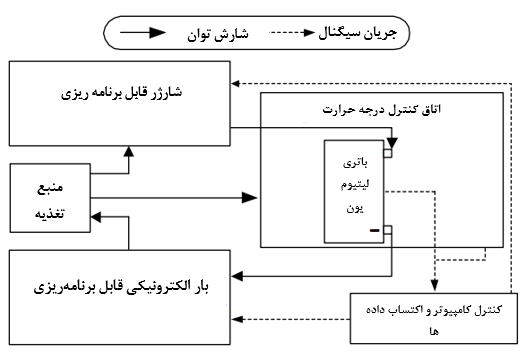 شارش توان
جریان سیگنال
شارژر قابل برنامه ریزی
اتاق کنترل درجه حرارت
باتری
لیتیوم
یون
منبع
تغذیه
بار الکترونیکی قابل برنامه‌ریزی
کنترل کامپیوتر و اکتساب داده
ها